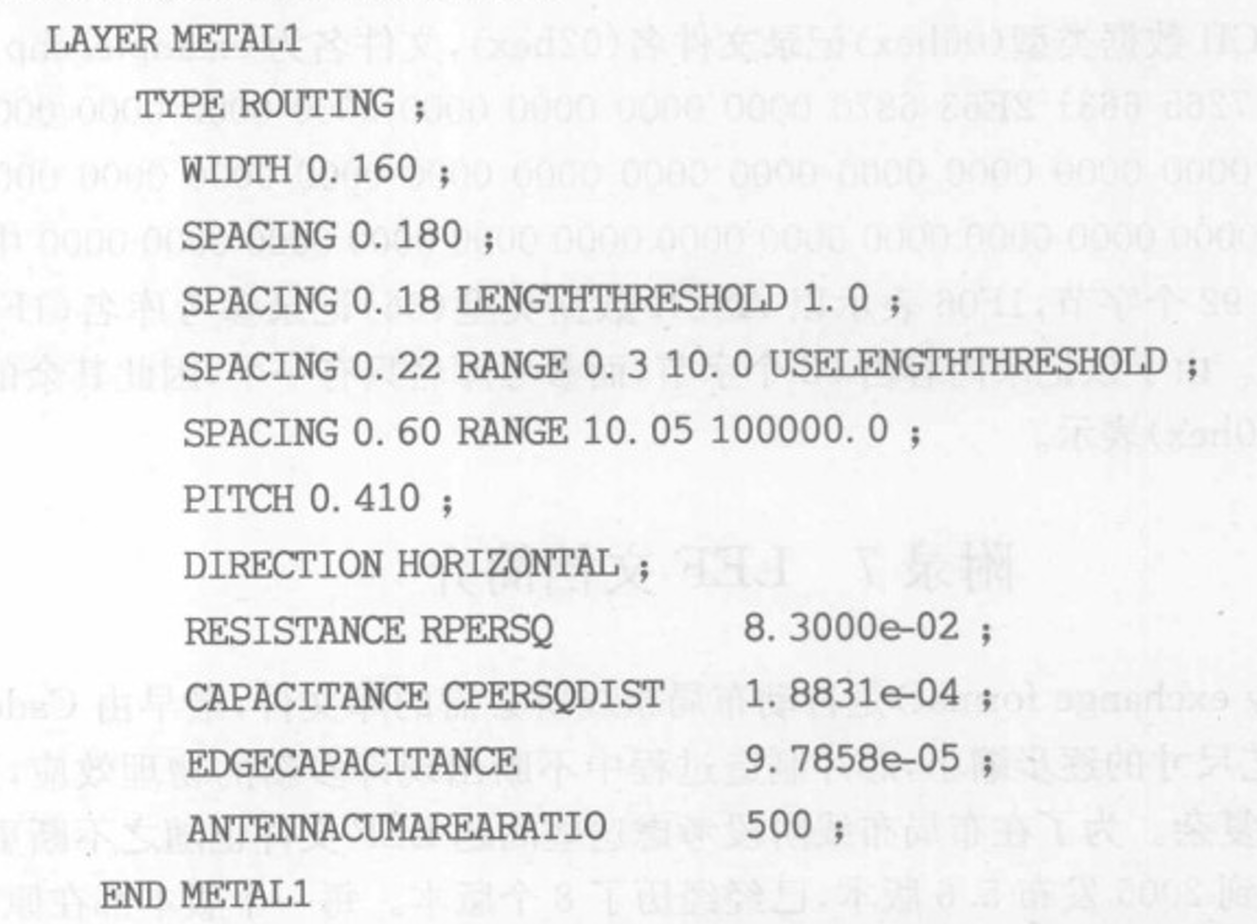 LAYER METAL1
TYPE ROUTING ;
WIDTH 0.160 ;
SPACING 0.180 ;
SPACING 0.18 LENGTHTHRESHOLD 1.0 ;
SPACING 0.22 RANGE 0.3 10.0 USELENGTHTHRESHOLD ;
SPACING 0.60 RANGE 10.05 100000.0 ;
PITCH 0.410 ;
DIRECTION HORIZONTAL ;
RESISTANCE RPERSQ 8.3000e-02 ;
CAPACITANCE CPERSQDIST 1.8831e-04 ;
EDGECAPACITANCE 9.7858e-05 ;
ANTENNACUMAREARATIO 500 ;
END METAL1